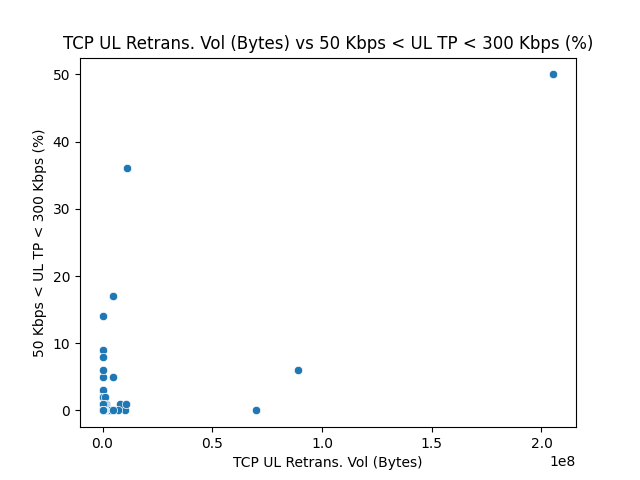 TCP UL Retrans. Vol (Bytes) vs 50 Kbps < UL TP < 300 Kbps (%)
50 Kbps < UL TP < 300 Kbps (%)
50
40
30
20
10
0
0.0 0.5 1.0 1.5 2.0
1e8
TCP UL Retrans. Vol (Bytes)